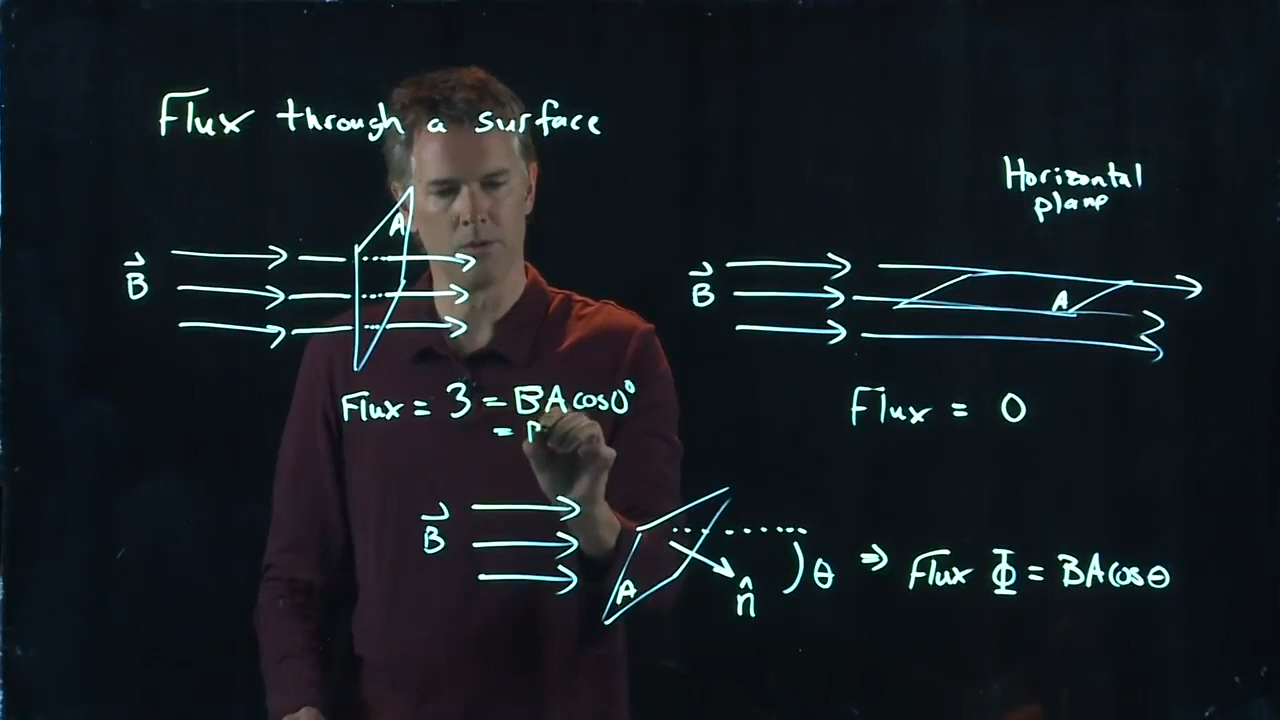 Flux through a surface
Horizontal
plane
A
B⃗
B⃗
A
Flux = 3 = BA cos 0°
=
Flux = 0
B⃗
A
n̂
θ ⇒ Flux Φ = BA cos θ